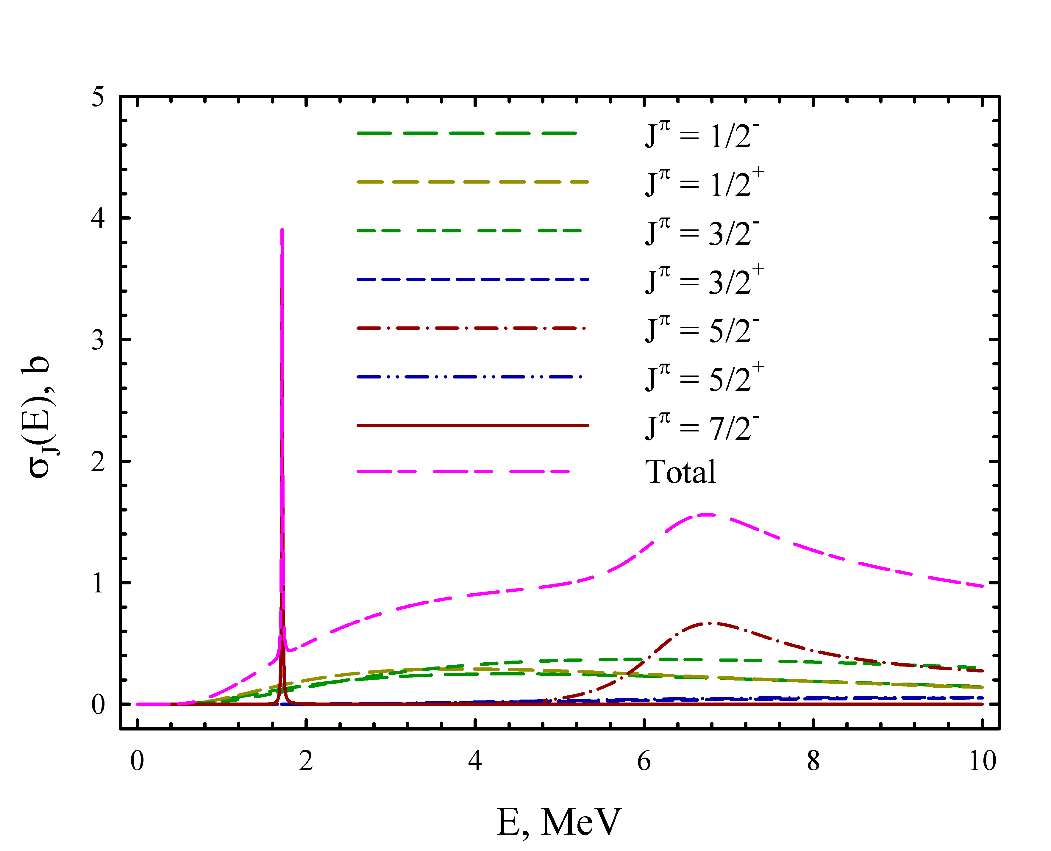 5
4
3
2
1
0
σJ(E), b
Jπ = 1/2-
Jπ = 1/2+
Jπ = 3/2-
Jπ = 3/2+
Jπ = 5/2-
Jπ = 5/2+
Jπ = 7/2-
Total
0 2 4 6 8 10
E, MeV